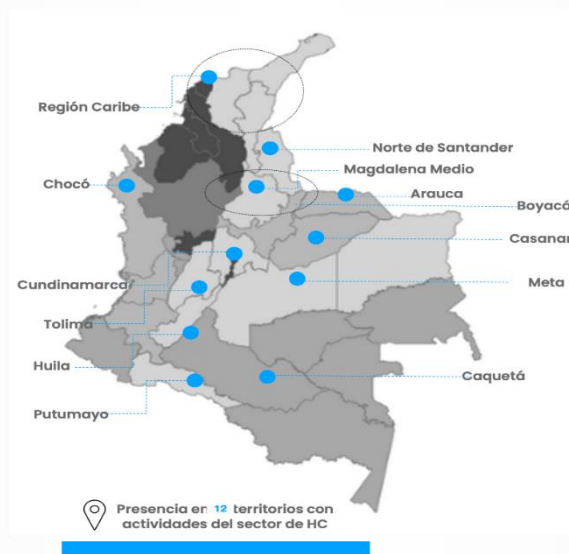 Región Caribe
Norte de Santander
Magdalena Medio
Chocó
Arauca
Boyacá
Casanar
Cundinamarca
Meta
Tolima
Huila
Caquetá
Putumayo
Presencia en 12 territorios con
actividades del sector de HC